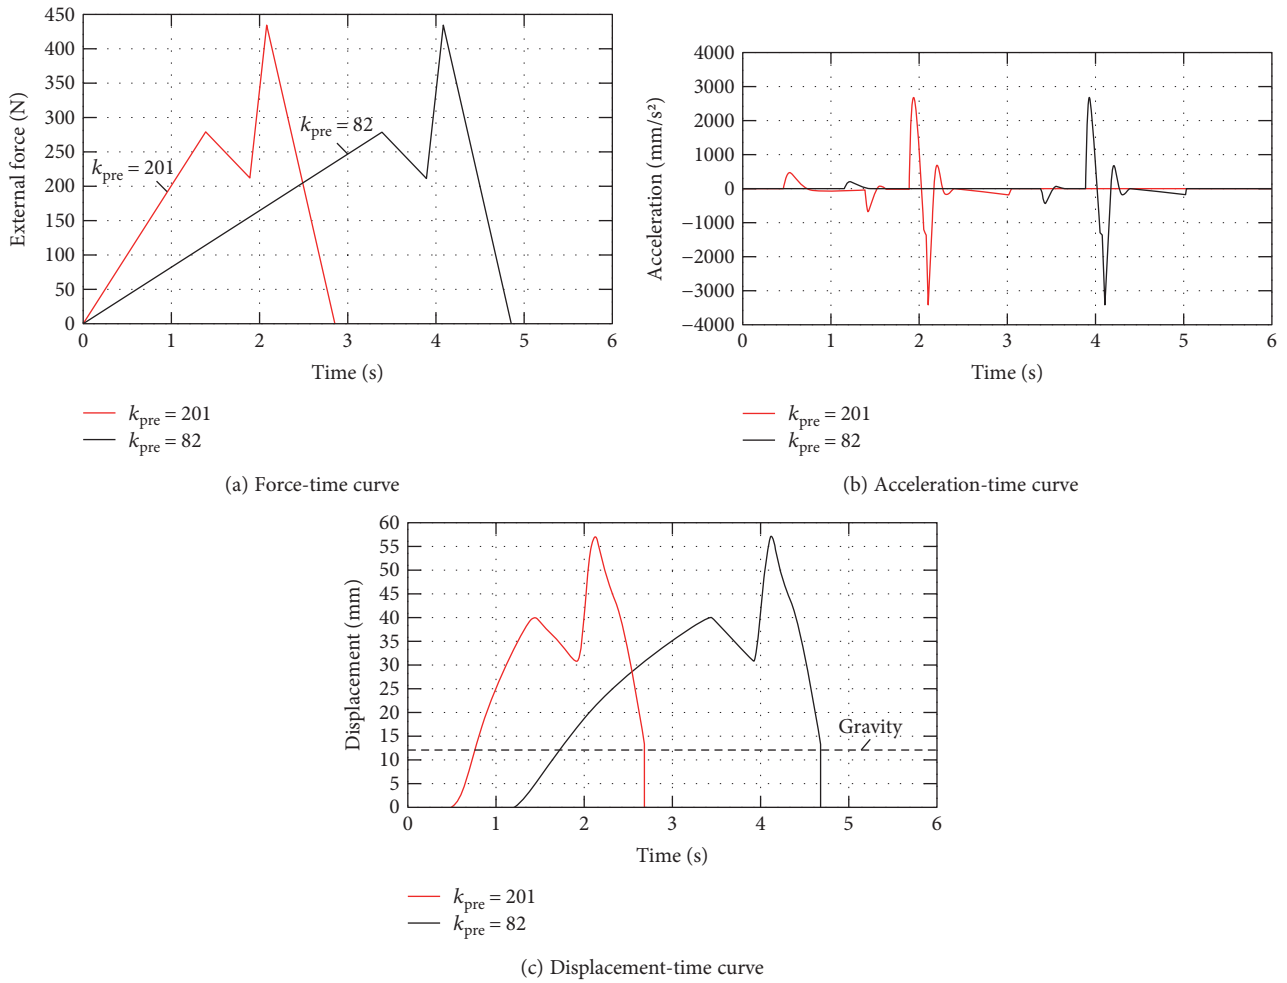 450
400
350
300
250
200
150
100
50
0
External force (N)
k_pre = 201
k_pre = 82
0 1 2 3 4 5 6
Time (s)
k_pre = 201
k_pre = 82
(a) Force-time curve
4000
3000
2000
1000
0
−1000
−2000
−3000
−4000
Acceleration (mm/s²)
0 1 2 3 4 5 6
Time (s)
k_pre = 201
k_pre = 82
(b) Acceleration-time curve
60
55
50
45
40
35
30
25
20
15
10
5
0
Displacement (mm)
Gravity
0 1 2 3 4 5 6
Time (s)
k_pre = 201
k_pre = 82
(c) Displacement-time curve